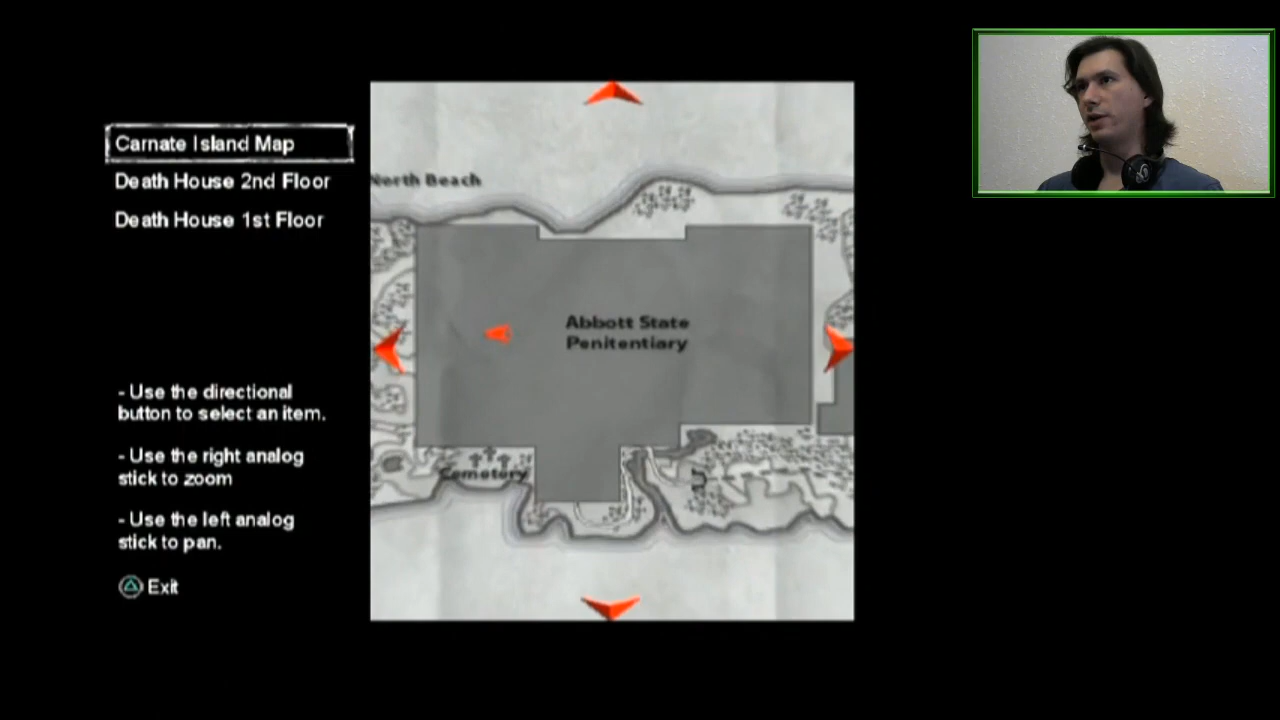 Carnate Island Map
Death House 2nd Floor
Death House 1st Floor
- Use the directional
button to select an item.
- Use the right analog
stick to zoom
- Use the left analog
stick to pan.
Exit
North Beach
Abbott State
Penitentiary
Cemetery